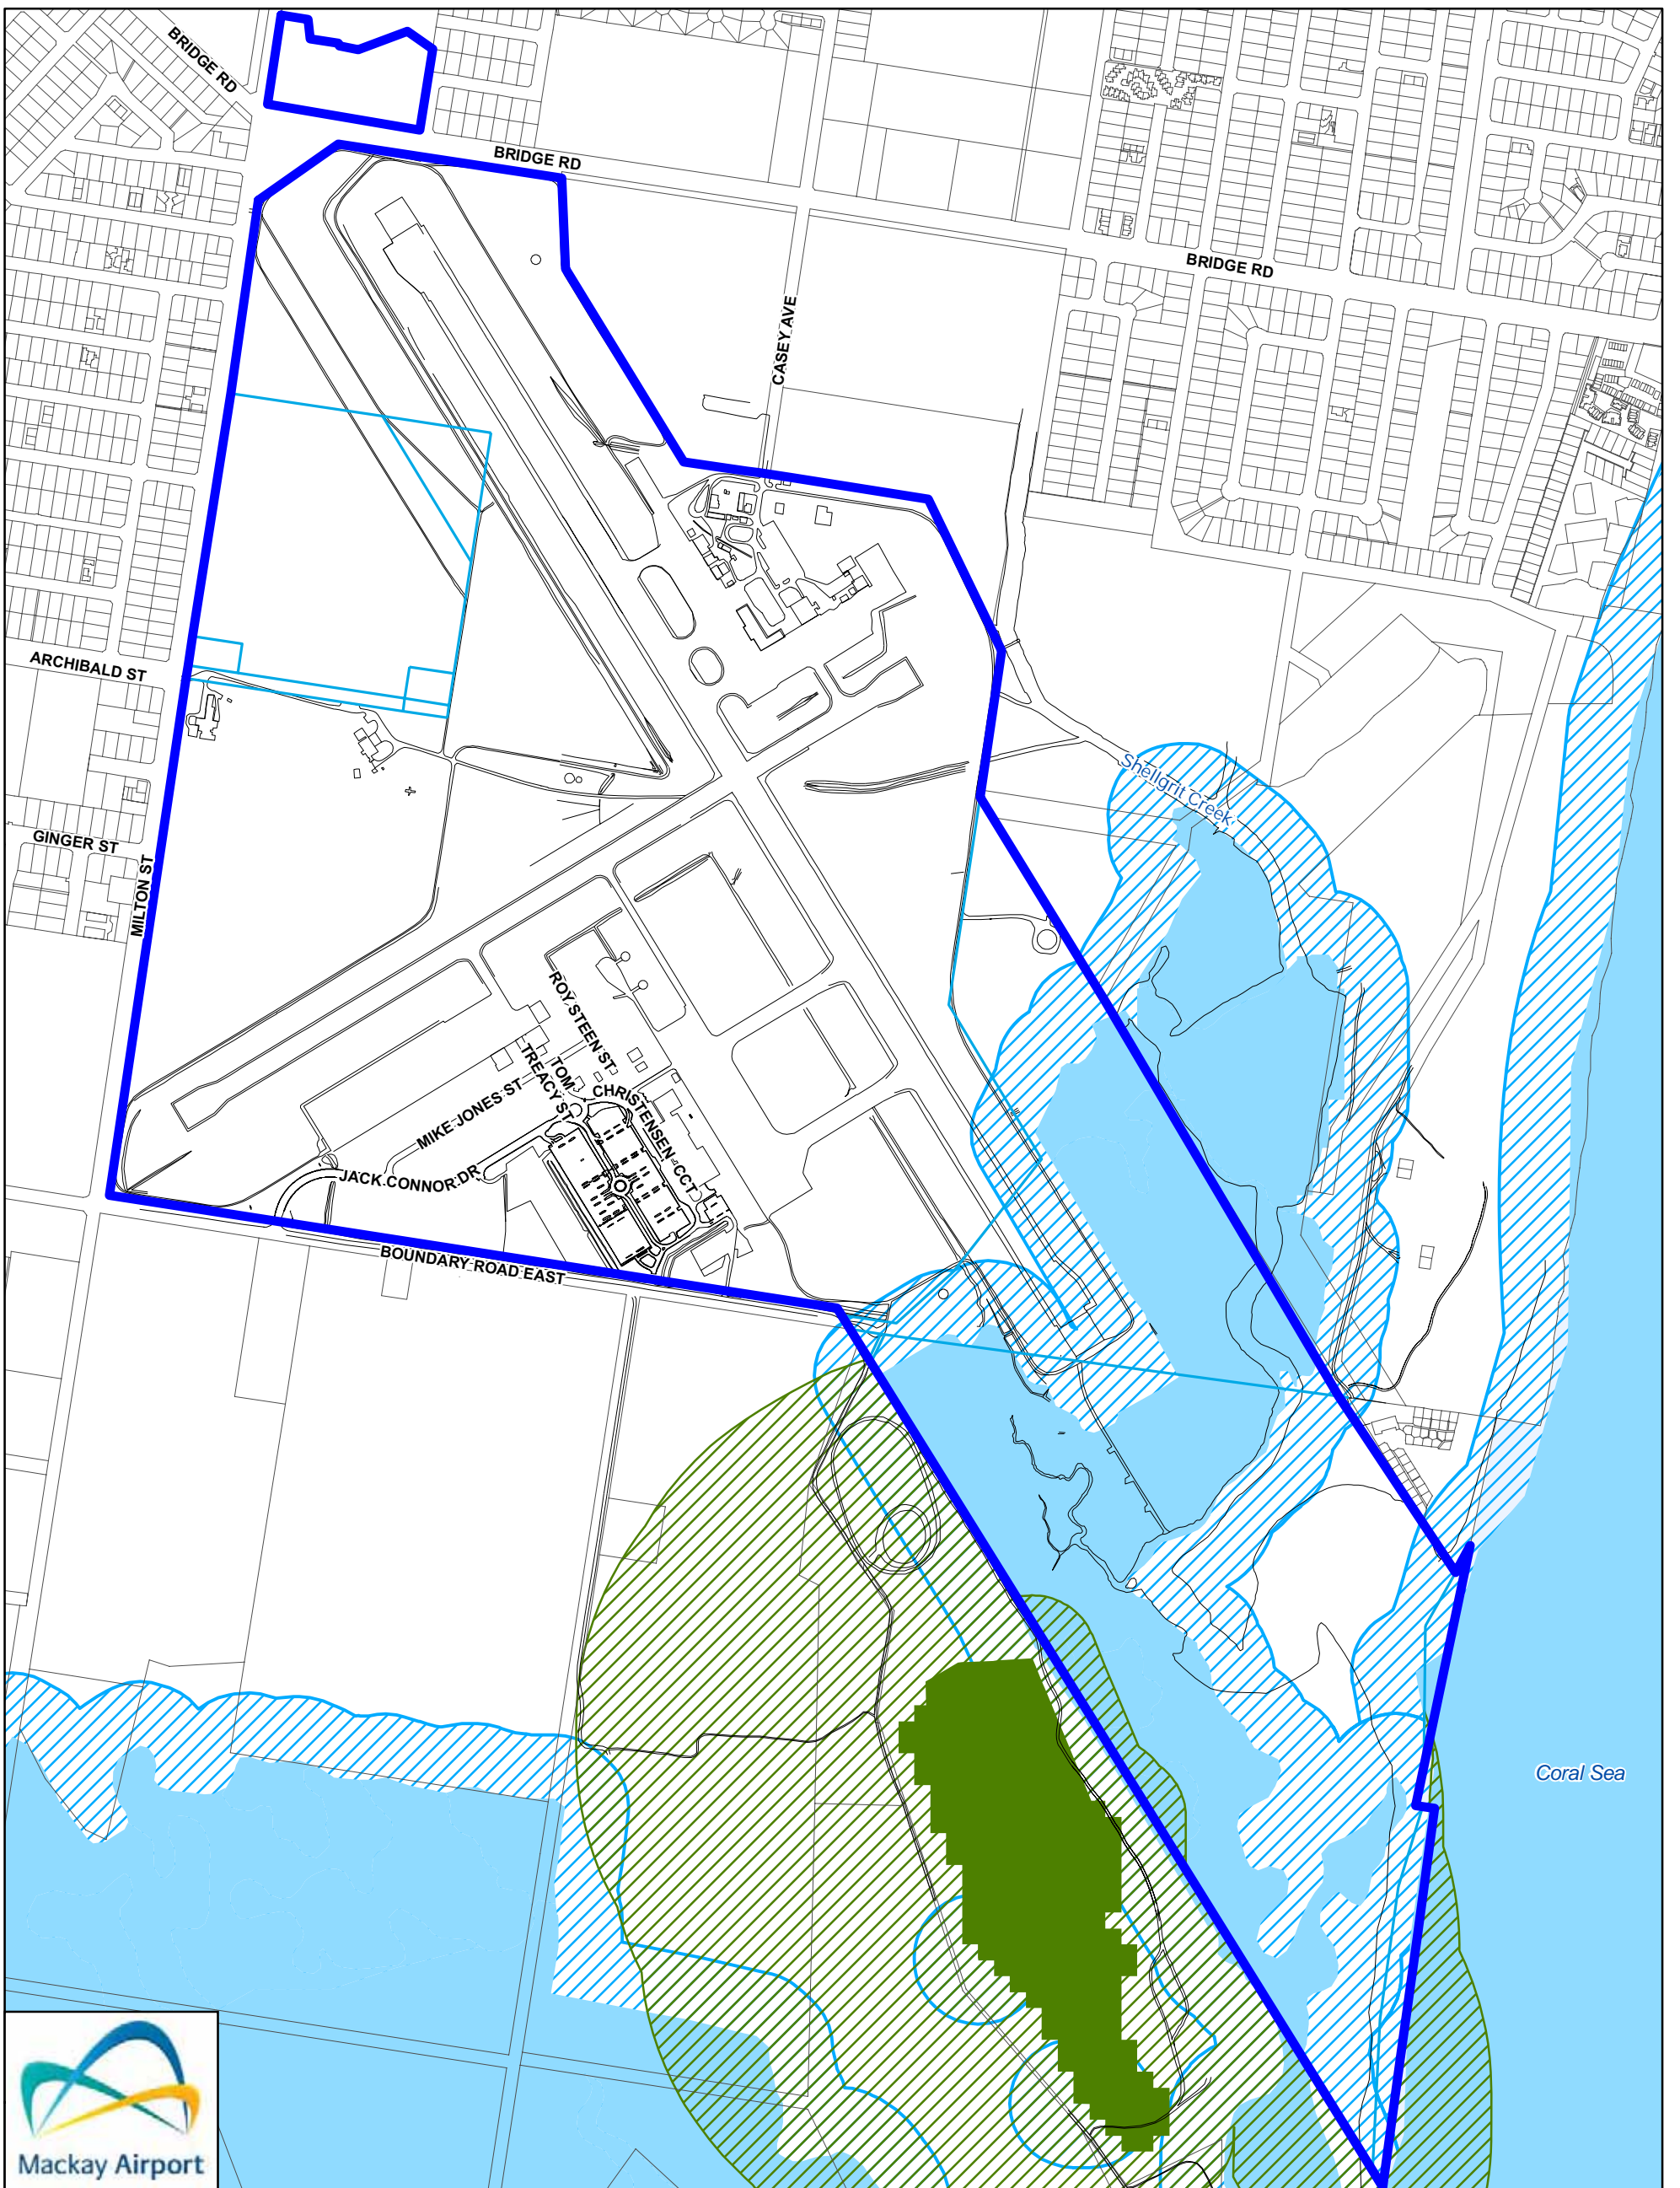 BRIDGE RD
BRIDGE RD
BRIDGE RD
CASEY AVE
ARCHIBALD ST
Shellgrit Creek
GINGER ST
MILTON ST
ROY STEEN ST
TOM
TREACY ST
MIKE JONES ST
CHRISTENSEN CCT
JACK CONNOR DR
BOUNDARY ROAD EAST
Coral Sea
Mackay Airport